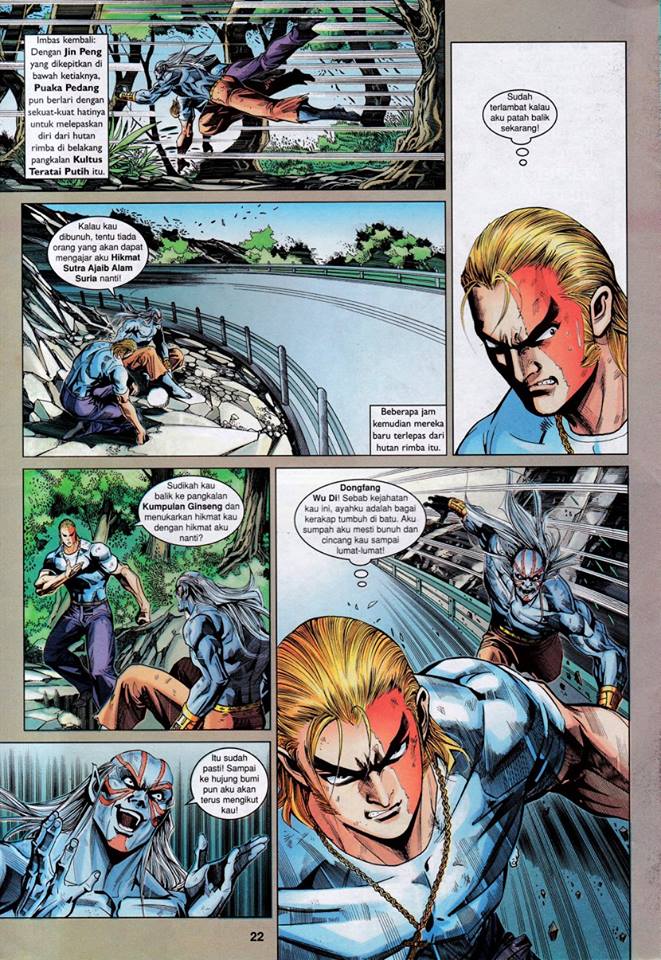 Imbas kembali:
Dengan Jin Peng
yang dikepitkan di
bawah ketiaknya,
Puaka Pedang
pun berlari dengan
sekuat-kuat hatinya
untuk melepaskan
diri dari hutan
rimba di belakang
pangkalan Kultus
Teratai Putih itu.
Sudah
terlambat kalau
aku patah balik
sekarang!
Kalau kau
dibunuh, tentu tiada
orang yang akan dapat
mengajar aku Hikmat
Sutra Ajaib Alam
Suria nanti!
Beberapa jam
kemudian mereka
baru terlepas dari
hutan rimba itu.
Sudikah kau
balik ke pangkalan
Kumpulan Ginseng dan
menukarkan hikmat kau
dengan hikmat aku
nanti?
Dongfang
Wu Di! Sebab kejahatan
kau ini, ayahku adalah bagai
kerakap tumbuh di batu. Aku
sumpah aku mesti bunuh dan
cincang kau sampai
lumat-lumat!
Itu sudah
pasti! Sampai
ke hujung bumi
pun aku akan
terus mengikut
kau!
22